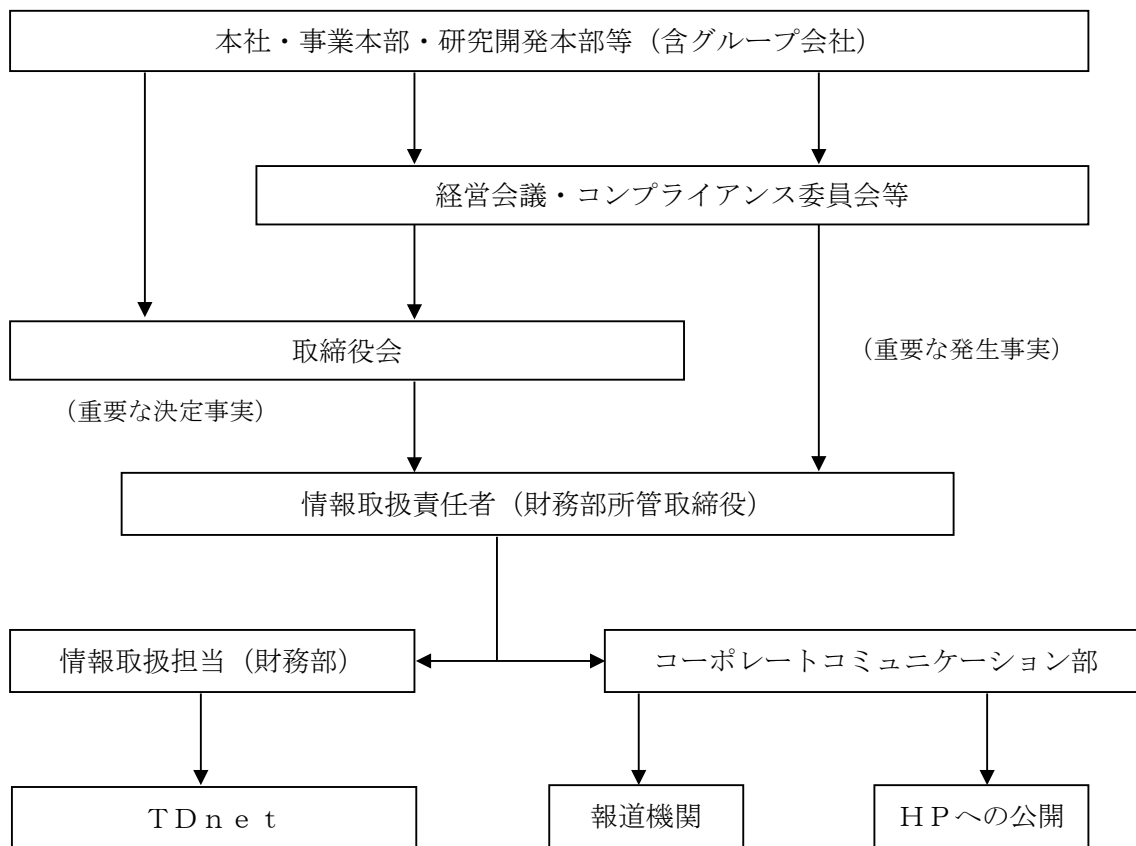 本社・事業本部・研究開発本部等（含グループ会社）
経営会議・コンプライアンス委員会等
取締役会
（重要な発生事実）
（重要な決定事実）
情報取扱責任者（財務部所管取締役）
情報取扱担当（財務部）
コーポレートコミュニケーション部
ＴＤｎｅｔ
報道機関
ＨＰへの公開